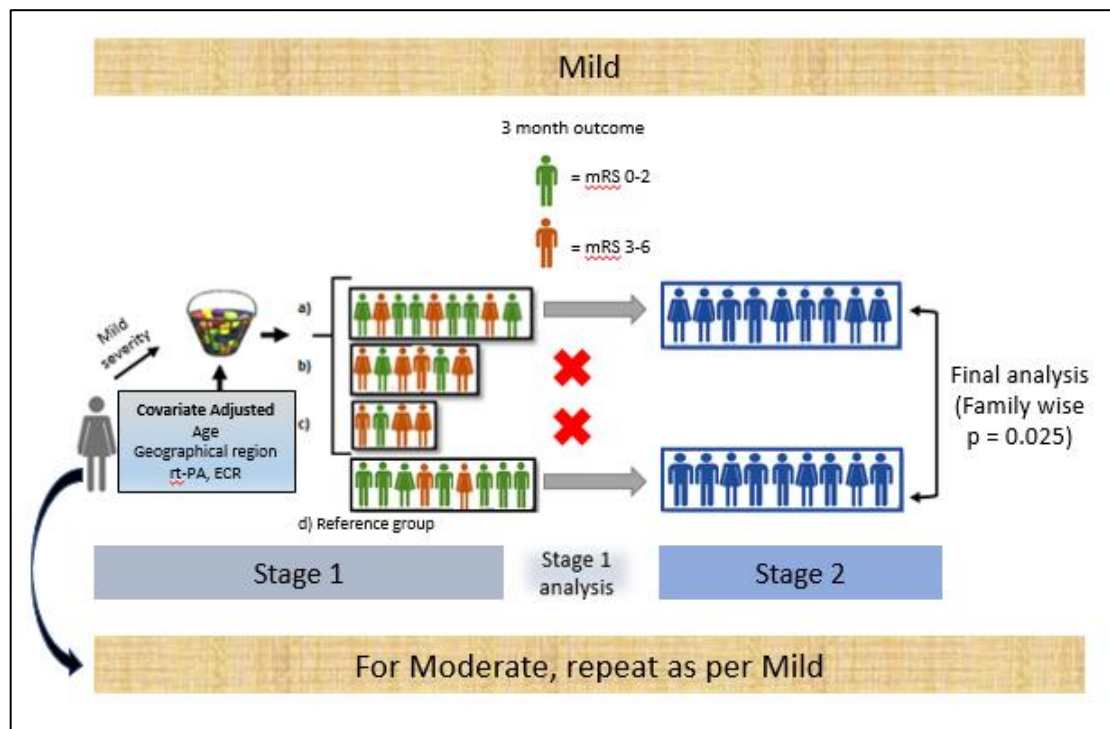 Mild
3 month outcome
= mRS 0-2
= mRS 3-6
Mild
severity
a)
b)
c)
Covariate Adjusted
Age
Geographical region
rt-PA, ECR
d) Reference group
Final analysis
(Family wise
p = 0.025)
Stage 1
Stage 1
analysis
Stage 2
For Moderate, repeat as per Mild